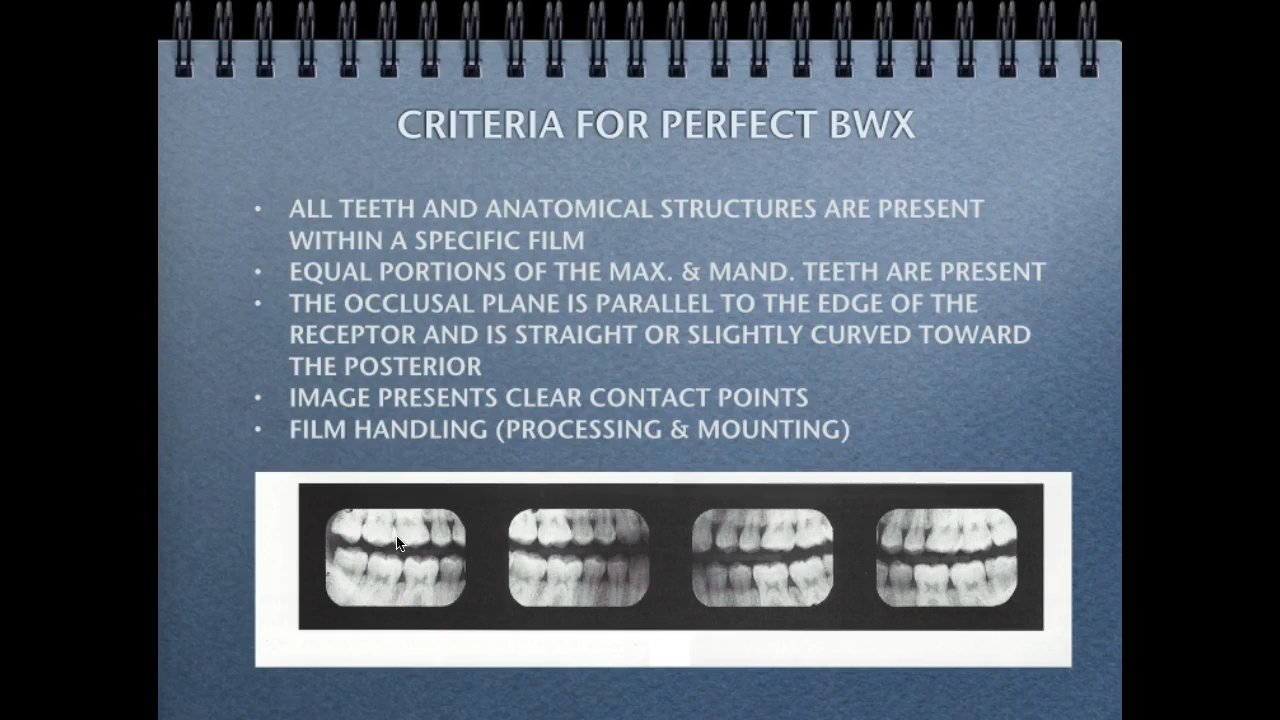 CRITERIA FOR PERFECT BWX
• ALL TEETH AND ANATOMICAL STRUCTURES ARE PRESENT
WITHIN A SPECIFIC FILM
• EQUAL PORTIONS OF THE MAX. & MAND. TEETH ARE PRESENT
• THE OCCLUSAL PLANE IS PARALLEL TO THE EDGE OF THE
RECEPTOR AND IS STRAIGHT OR SLIGHTLY CURVED TOWARD
THE POSTERIOR
• IMAGE PRESENTS CLEAR CONTACT POINTS
• FILM HANDLING (PROCESSING & MOUNTING)